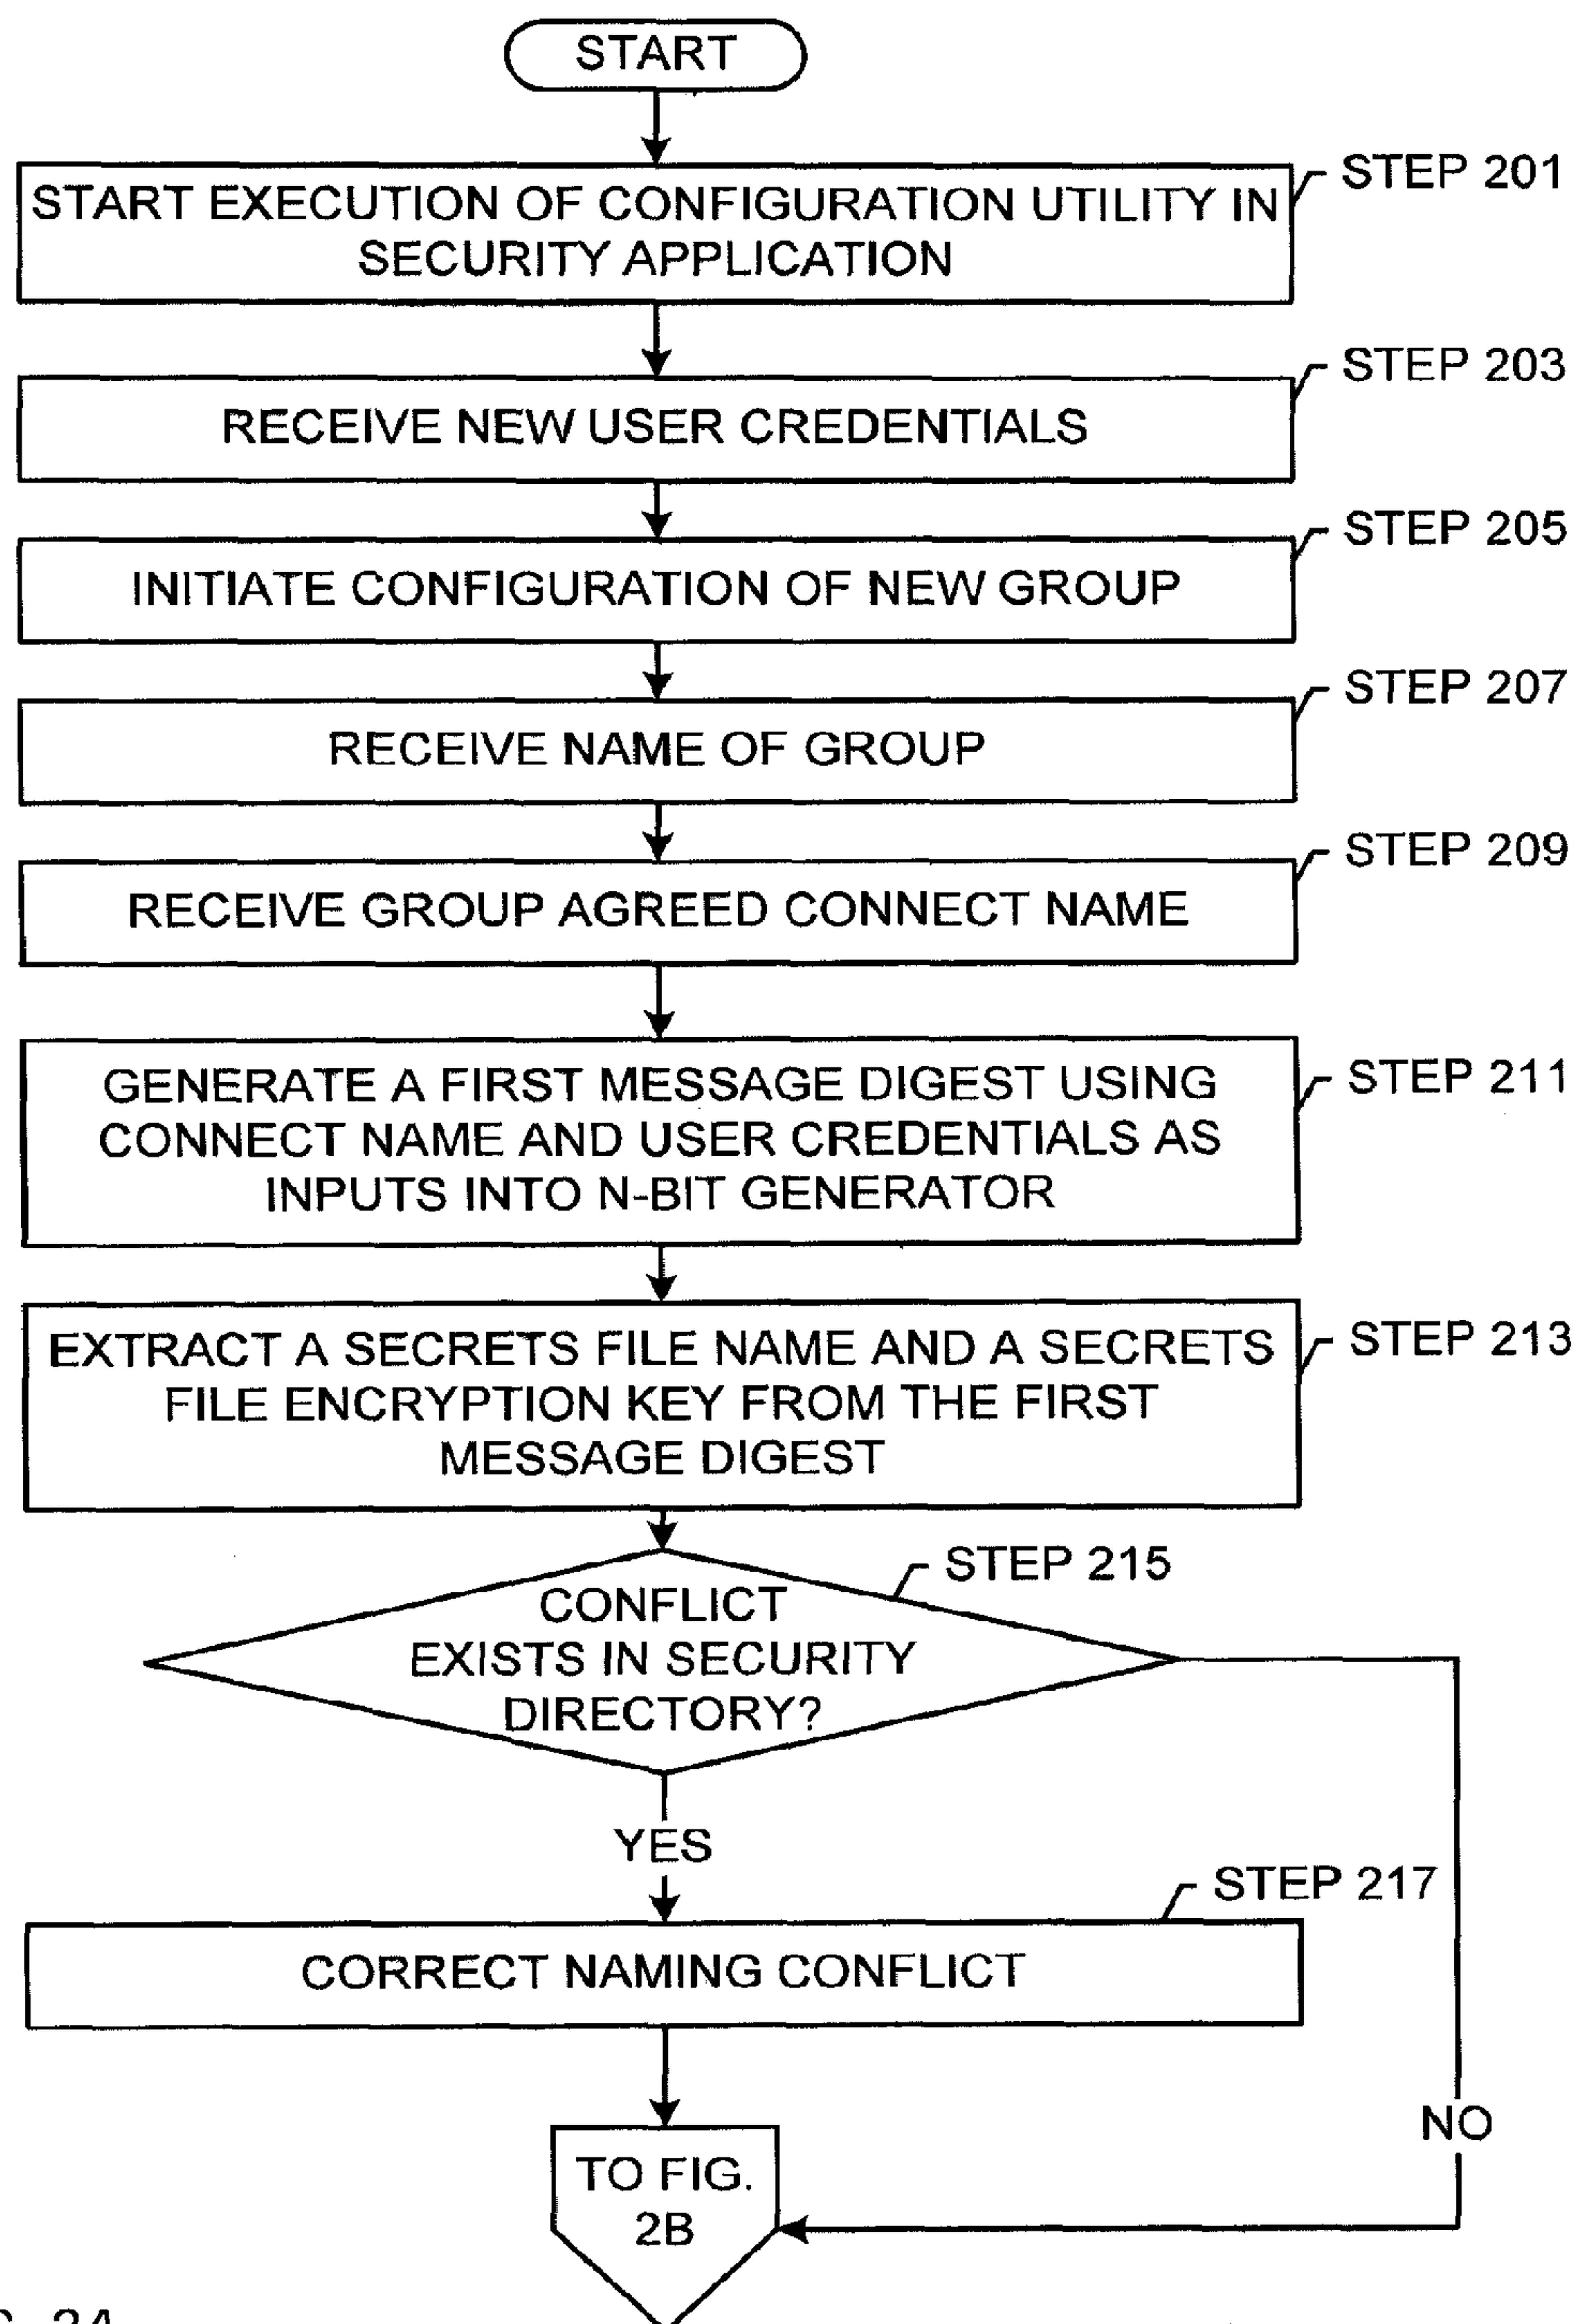 START
STEP 201
START EXECUTION OF CONFIGURATION UTILITY IN
SECURITY APPLICATION
STEP 203
RECEIVE NEW USER CREDENTIALS
STEP 205
INITIATE CONFIGURATION OF NEW GROUP
STEP 207
RECEIVE NAME OF GROUP
STEP 209
RECEIVE GROUP AGREED CONNECT NAME
STEP 211
GENERATE A FIRST MESSAGE DIGEST USING
CONNECT NAME AND USER CREDENTIALS AS
INPUTS INTO N-BIT GENERATOR
STEP 213
EXTRACT A SECRETS FILE NAME AND A SECRETS
FILE ENCRYPTION KEY FROM THE FIRST
MESSAGE DIGEST
STEP 215
CONFLICT
EXISTS IN SECURITY
DIRECTORY?
YES
STEP 217
CORRECT NAMING CONFLICT
NO
TO FIG.
2B